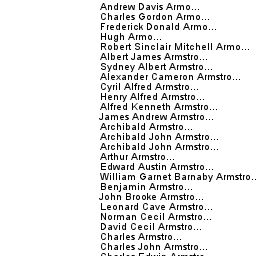 Andrew Davis Armo...
Charles Gordon Armo...
Frederick Donald Armo...
Hugh Armo...
Robert Sinclair Mitchell Armo...
Albert James Armstro...
Sydney Albert Armstro...
Alexander Cameron Armstro...
Cyril Alfred Armstro...
Henry Alfred Armstro...
Alfred Kenneth Armstro...
James Andrew Armstro...
Archibald Armstro...
Archibald John Armstro...
Archibald John Armstro...
Arthur Armstro...
Edward Austin Armstro...
William Garnet Barnaby Armstro...
Benjamin Armstro...
John Brooke Armstro...
Leonard Cave Armstro...
Norman Cecil Armstro...
David Cecil Armstro...
Charles Armstro...
Charles John Armstro...
Charles Edwin Armstro...